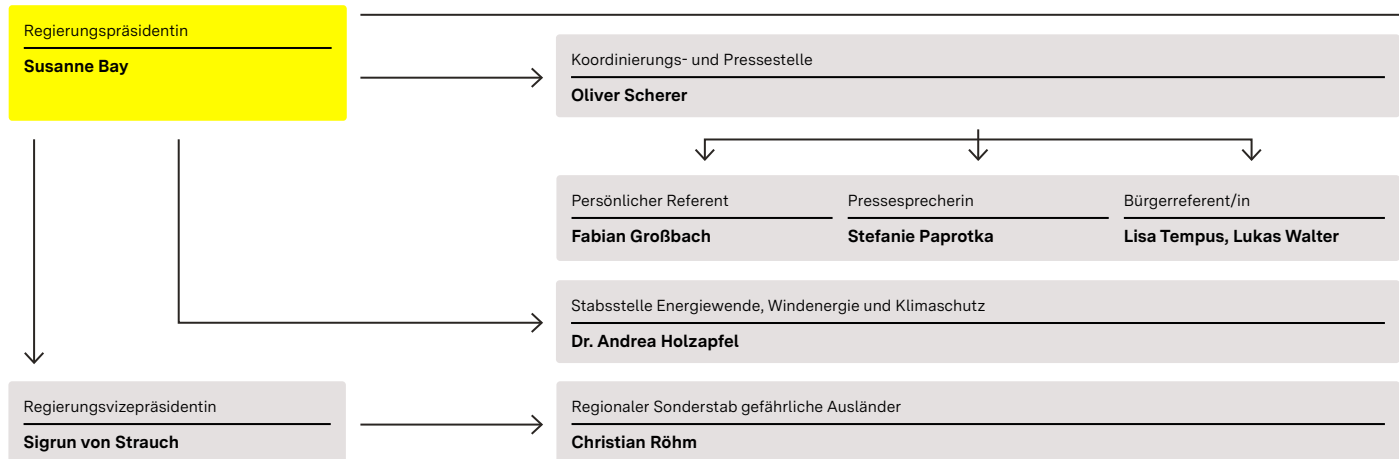 Regierungspräsidentin
Susanne Bay
Koordinierungs- und Pressestelle
Oliver Scherer
Persönlicher Referent
Fabian Großbach
Pressesprecherin
Stefanie Paprotka
Bürgerreferent/in
Lisa Tempus, Lukas Walter
Stabsstelle Energiewende, Windenergie und Klimaschutz
Dr. Andrea Holzapfel
Regierungsvizepräsidentin
Sigrun von Strauch
Regionaler Sonderstab gefährliche Ausländer
Christian Röhm